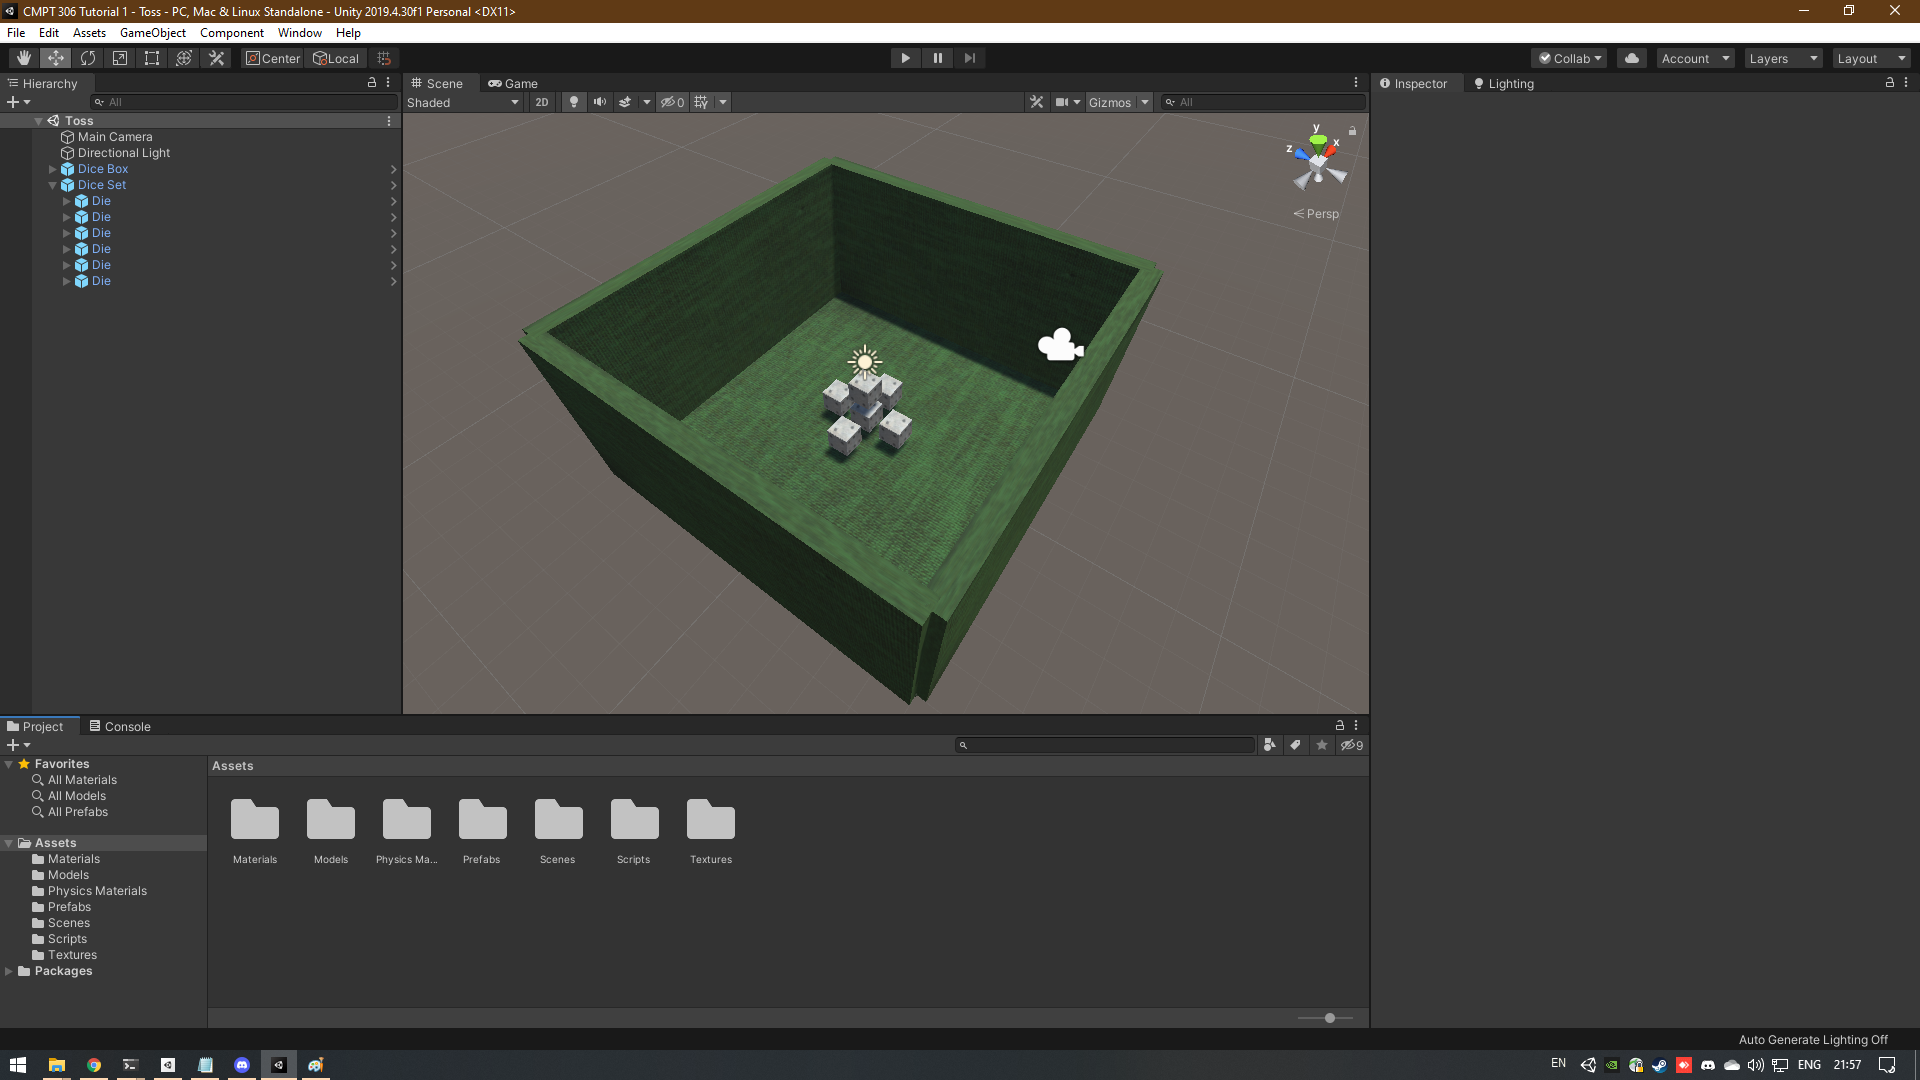 CMPT 306 Tutorial 1 - Toss - PC, Mac & Linux Standalone - Unity 2019.4.30f1 Personal <DX11>
File Edit Assets GameObject Component Window Help
Center Local Collab Account Layers Layout
Hierarchy
All
Toss
Main Camera
Directional Light
Dice Box
Dice Set
Die
Die
Die
Die
Die
Die
Scene Game
Shaded 2D 0 Gizmos All
y
x
z
Persp
Inspector Lighting
Project Console
9
Favorites
All Materials
All Models
All Prefabs
Assets
Materials
Models
Physics Materials
Prefabs
Scenes
Scripts
Textures
Packages
Assets
Materials Models Physics Ma... Prefabs Scenes Scripts Textures
Auto Generate Lighting Off
EN ENG 21:57